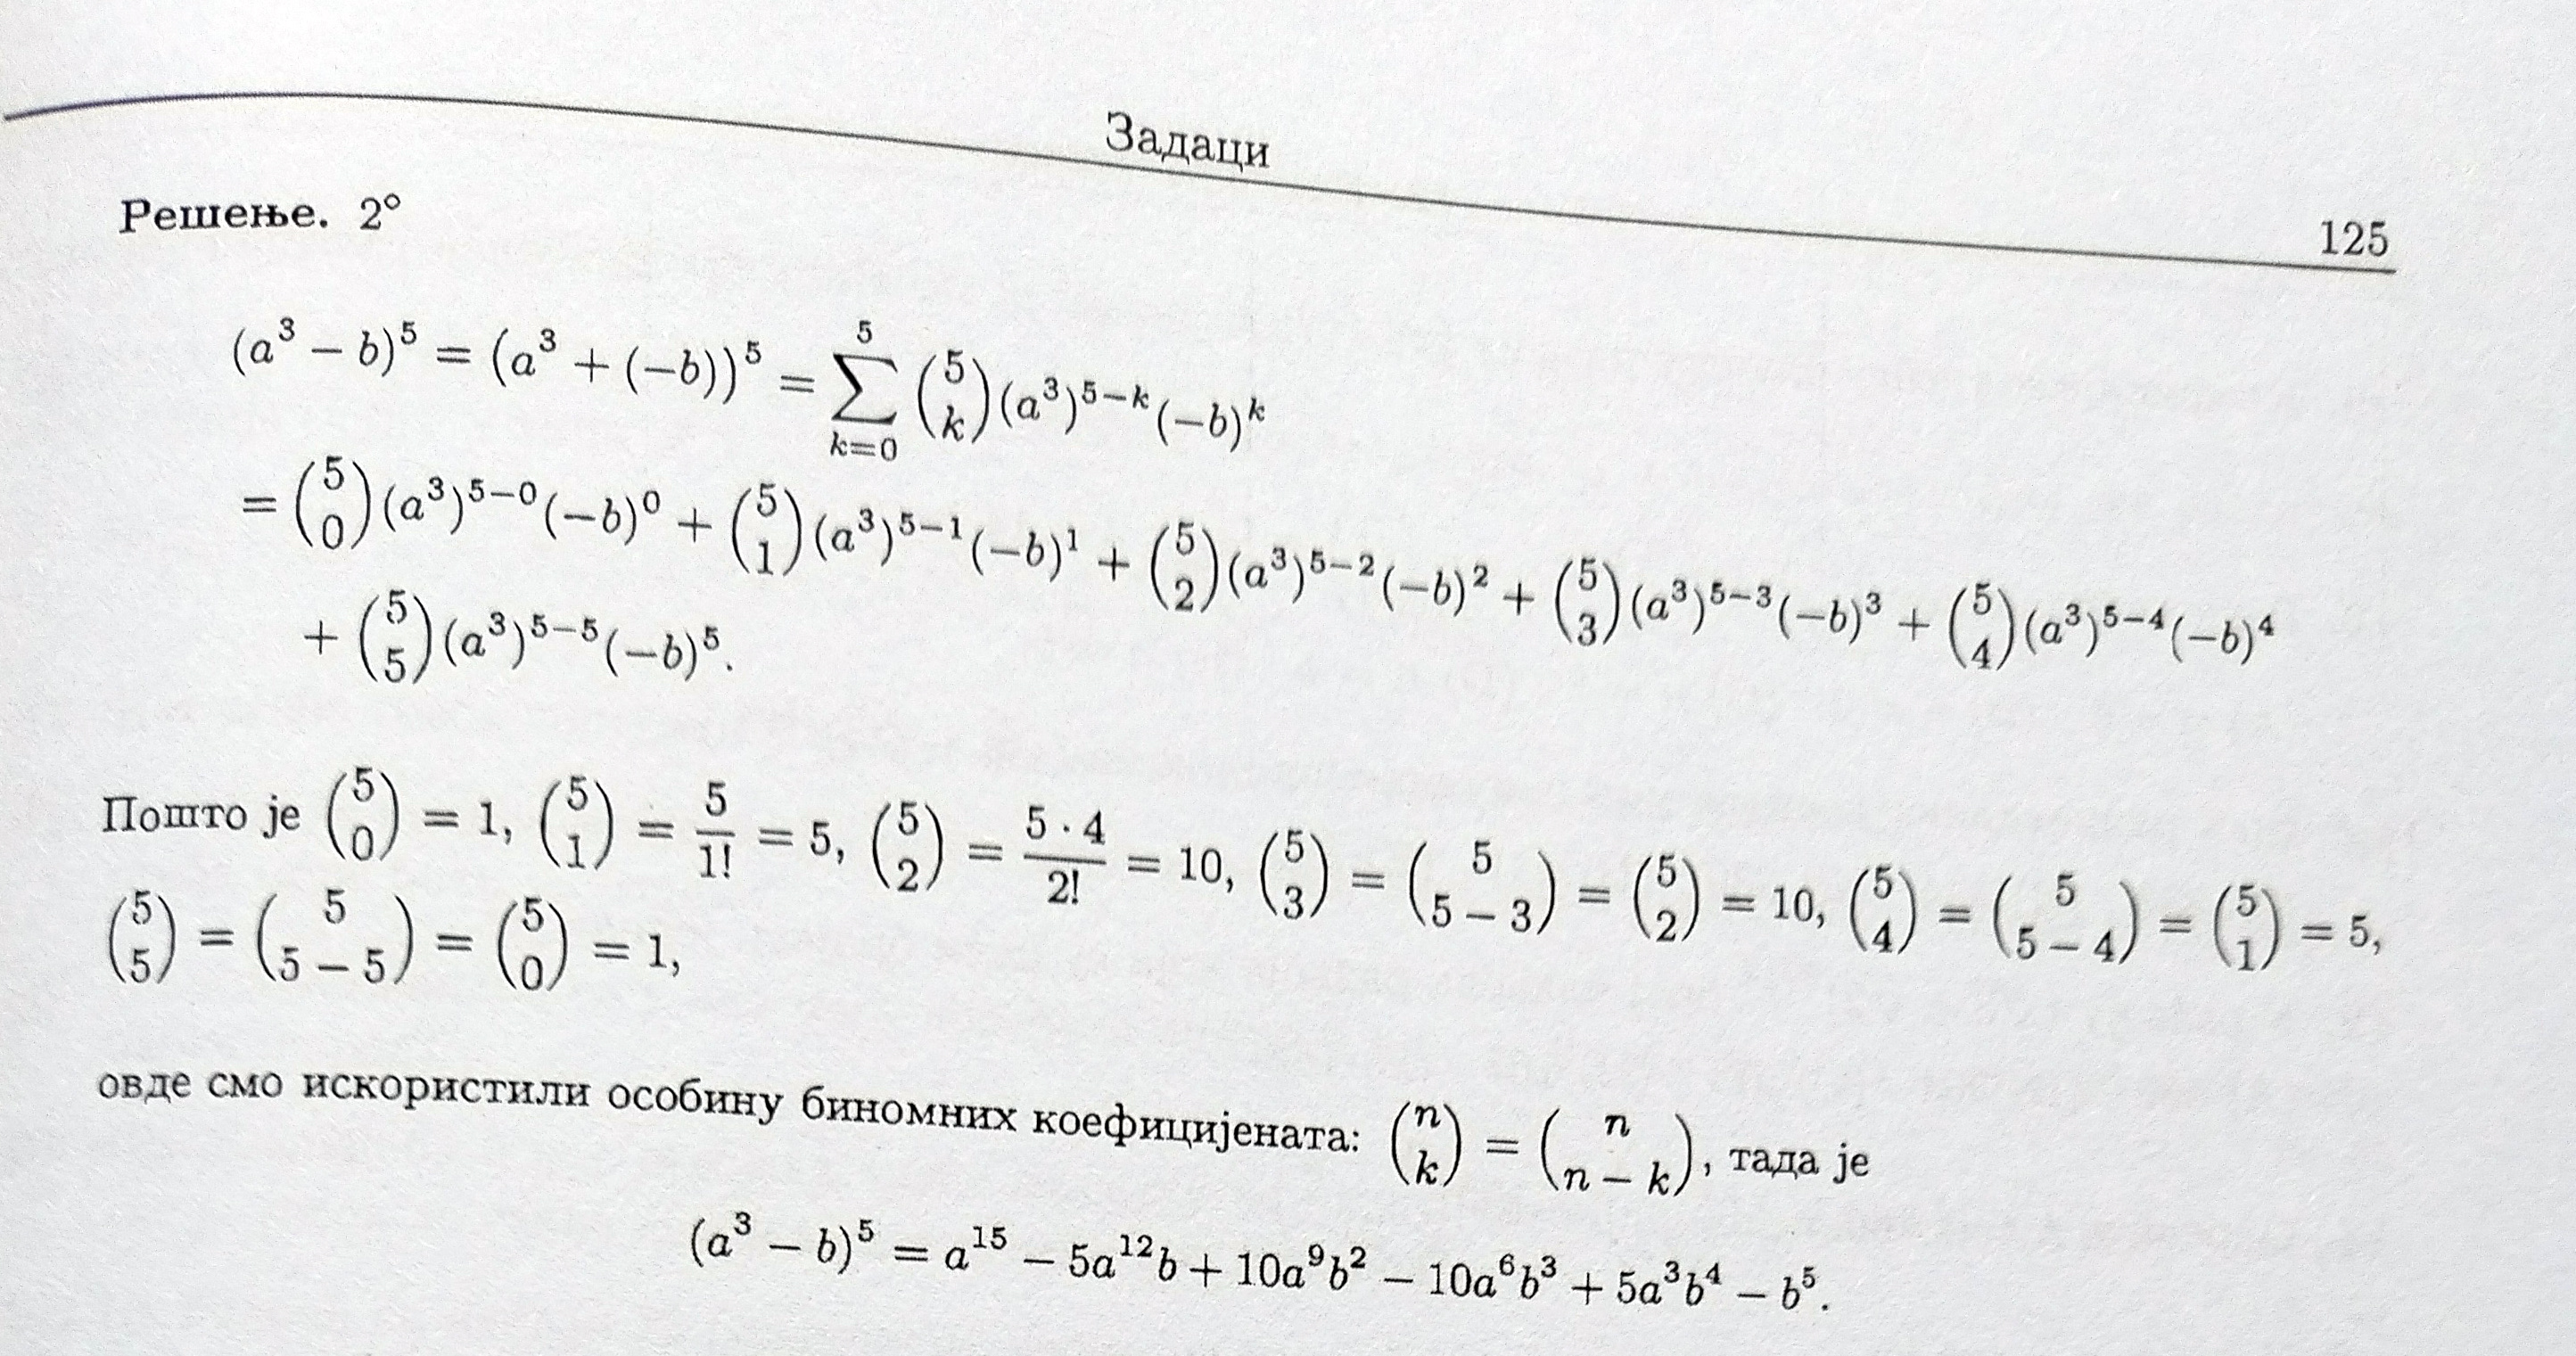 Задаци
125
Решење. 2°
$(a^3 - b)^5 = (a^3 + (-b))^5 = \sum_{k=0}^{5} \binom{5}{k} (a^3)^{5-k} (-b)^k$
$= \binom{5}{0} (a^3)^{5-0} (-b)^0 + \binom{5}{1} (a^3)^{5-1} (-b)^1 + \binom{5}{2} (a^3)^{5-2} (-b)^2 + \binom{5}{3} (a^3)^{5-3} (-b)^3 + \binom{5}{4} (a^3)^{5-4} (-b)^4$
$+ \binom{5}{5} (a^3)^{5-5} (-b)^5.$
Пошто је $\binom{5}{0} = 1, \binom{5}{1} = \frac{5}{1!} = 5, \binom{5}{2} = \frac{5 \cdot 4}{2!} = 10, \binom{5}{3} = \binom{5}{5-3} = \binom{5}{2} = 10, \binom{5}{4} = \binom{5}{5-4} = \binom{5}{1} = 5,$
$\binom{5}{5} = \binom{5}{5-5} = \binom{5}{0} = 1,$
овде смо искористили особину биномних коефицијената: $\binom{n}{k} = \binom{n}{n-k}$, тада је
$(a^3 - b)^5 = a^{15} - 5a^{12}b + 10a^9b^2 - 10a^6b^3 + 5a^3b^4 - b^5.$